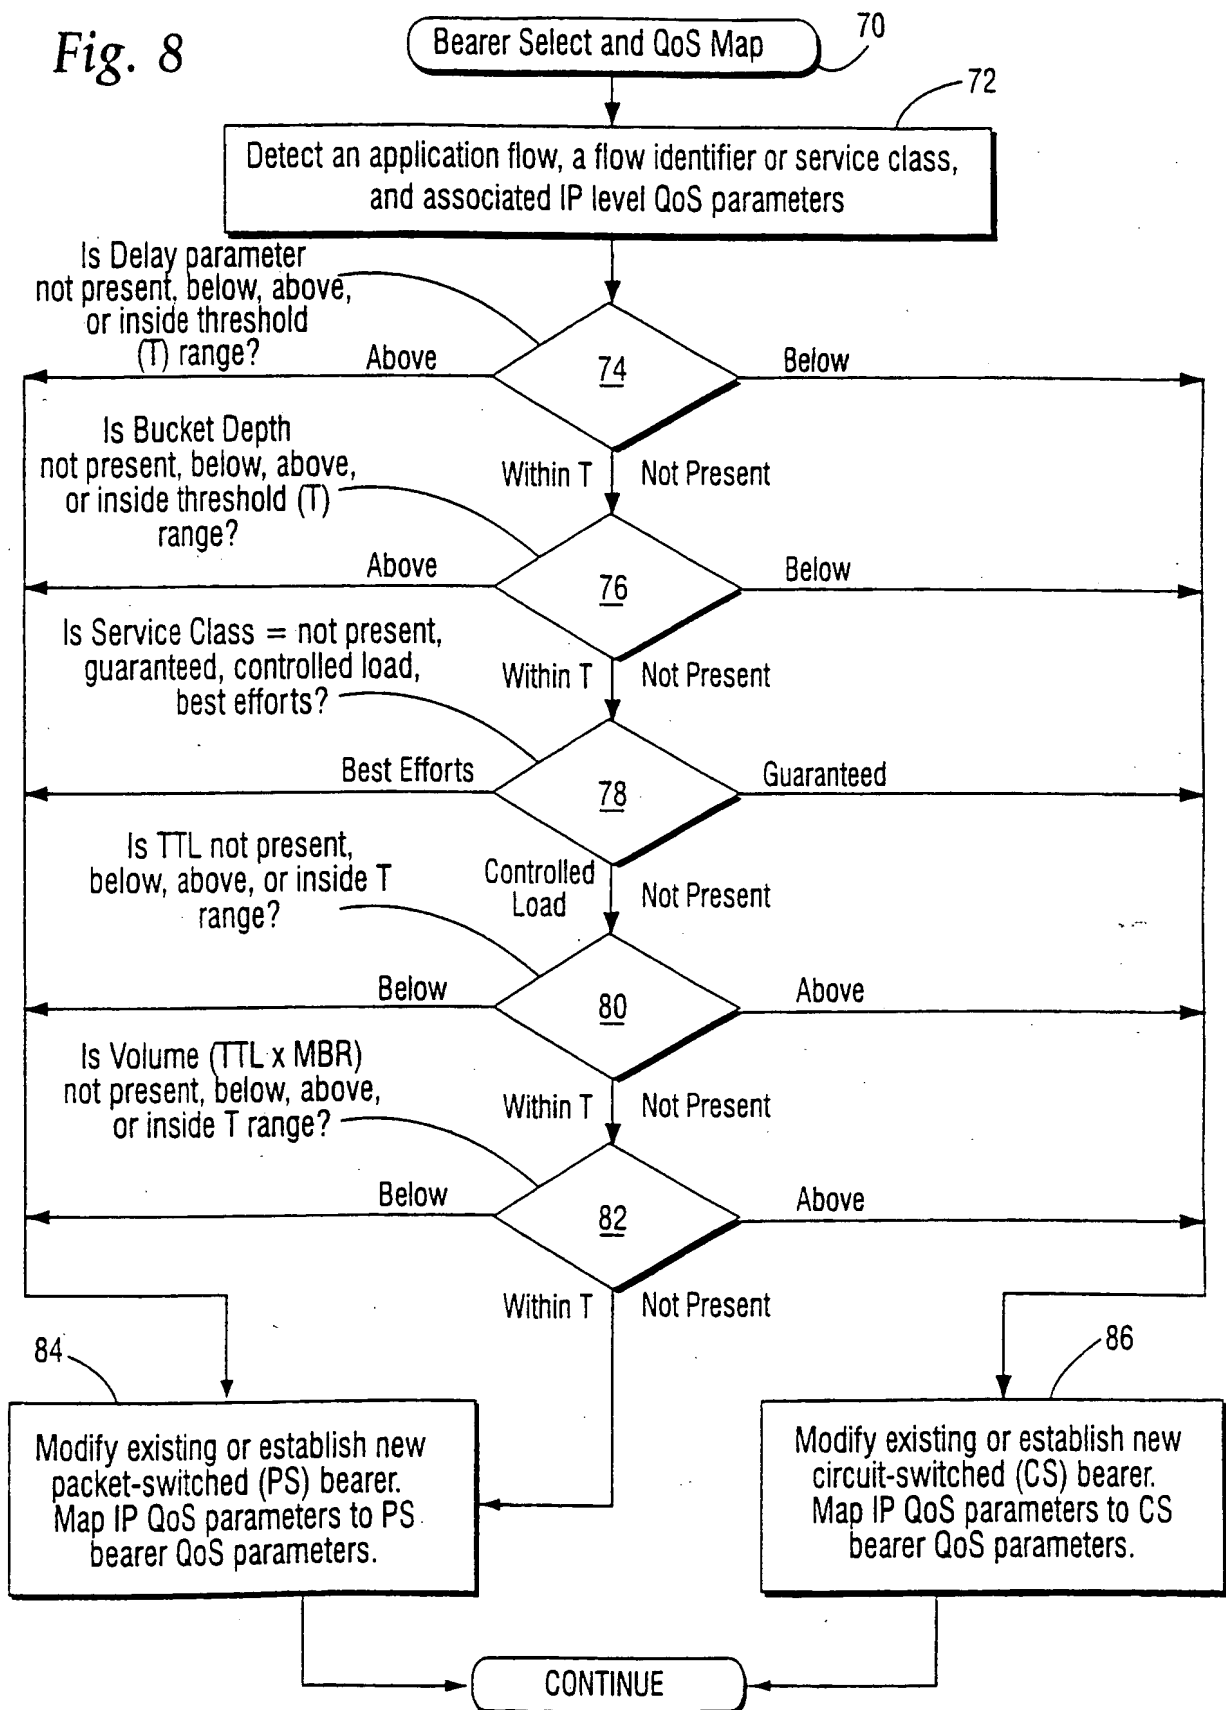 Fig. 8
Bearer Select and QoS Map
70
72
Detect an application flow, a flow identifier or service class,
and associated IP level QoS parameters
Is Delay parameter
not present, below, above,
or inside threshold
(T) range?
Above
74
Below
Within T
Not Present
Is Bucket Depth
not present, below, above,
or inside threshold (T)
range?
Above
76
Below
Within T
Not Present
Is Service Class = not present,
guaranteed, controlled load,
best efforts?
Best Efforts
78
Guaranteed
Controlled
Load
Not Present
Is TTL not present,
below, above, or inside T
range?
Below
80
Above
Within T
Not Present
Is Volume (TTL x MBR)
not present, below, above,
or inside T range?
Below
82
Above
Within T
Not Present
84
Modify existing or establish new
packet-switched (PS) bearer.
Map IP QoS parameters to PS
bearer QoS parameters.
86
Modify existing or establish new
circuit-switched (CS) bearer.
Map IP QoS parameters to CS
bearer QoS parameters.
CONTINUE